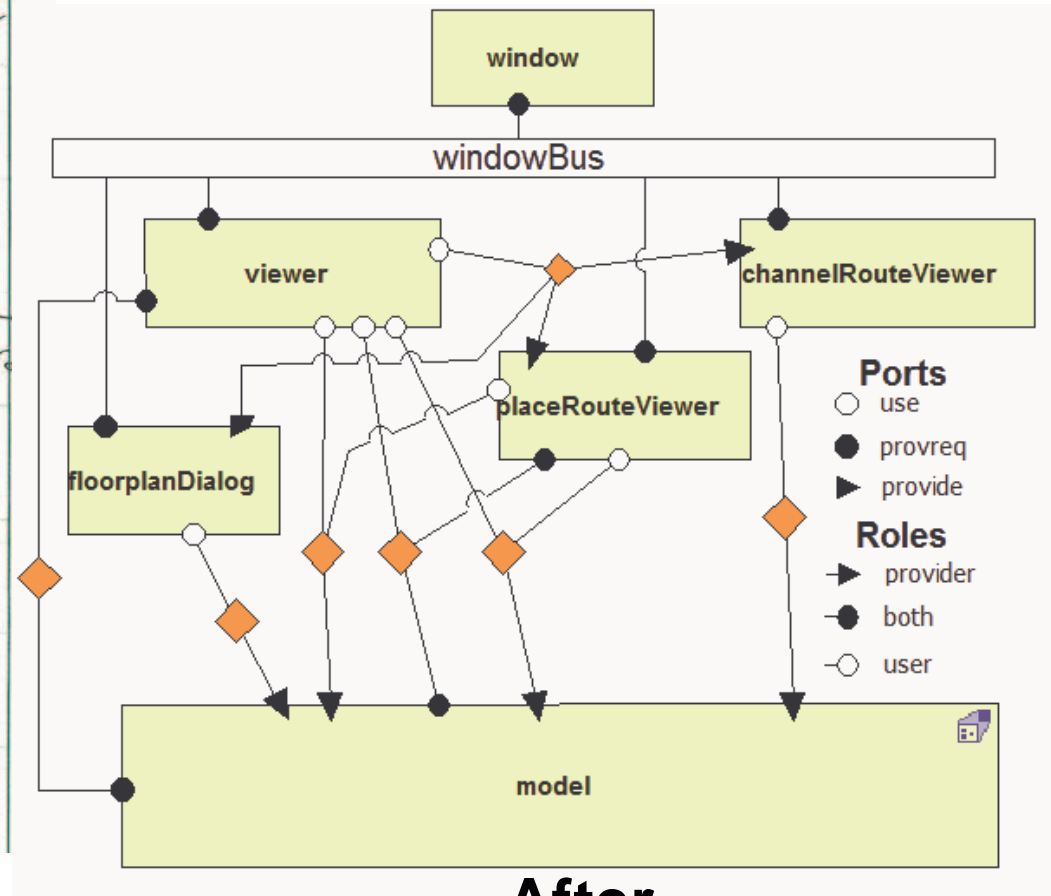 window
windowBus
viewer
channelRouteViewer
placeRouteViewer
floorplanDialog
Ports
use
provreq
provide
Roles
provider
both
user
model
After